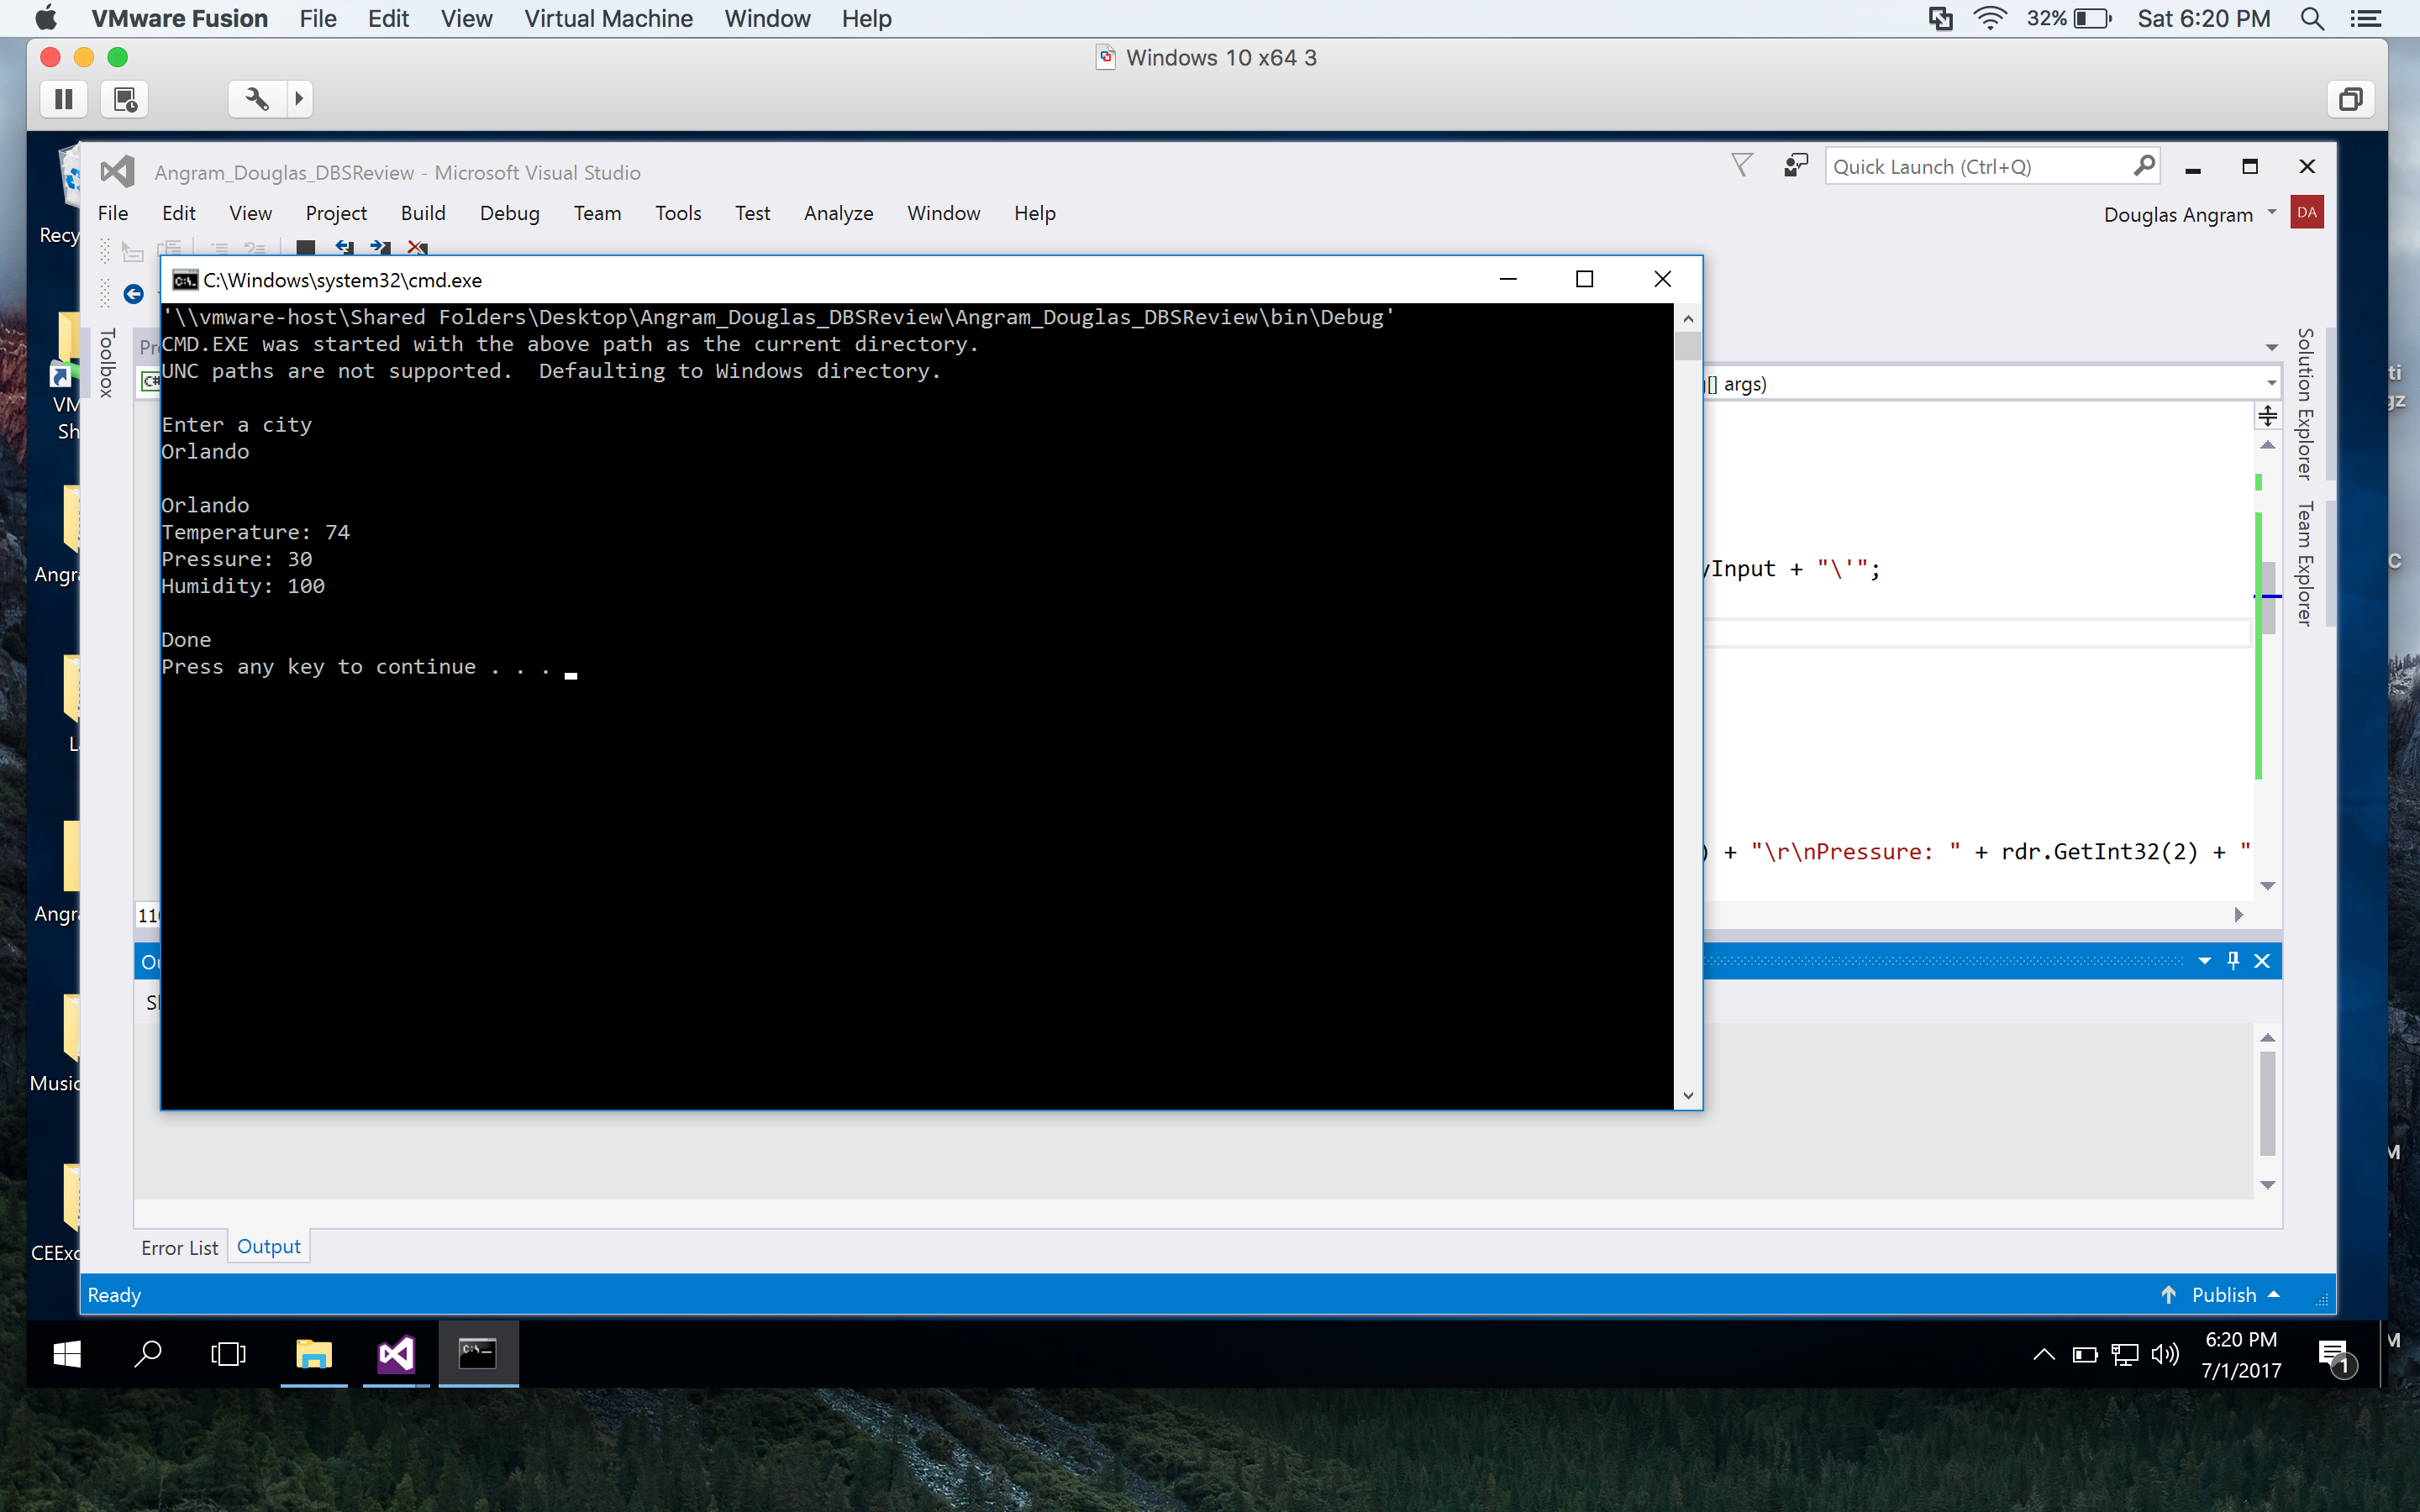 VMware Fusion File Edit View Virtual Machine Window Help 32% Sat 6:20 PM
Windows 10 x64 3
Angram_Douglas_DBSReview - Microsoft Visual Studio
Quick Launch (Ctrl+Q)
File Edit View Project Build Debug Team Tools Test Analyze Window Help
Douglas Angram DA
C:\Windows\system32\cmd.exe
'\\vmware-host\Shared Folders\Desktop\Angram_Douglas_DBSReview\Angram_Douglas_DBSReview\bin\Debug'
CMD.EXE was started with the above path as the current directory.
UNC paths are not supported.  Defaulting to Windows directory.
Enter a city
Orlando
Orlando
Temperature: 74
Pressure: 30
Humidity: 100
Done
Press any key to continue . . .
Toolbox
[] args)
yInput + "\'";
) + "\r\nPressure: " + rdr.GetInt32(2) + "
Solution Explorer
Team Explorer
Recy
VM
Sh
Angra
L
Angra
Music
CEExc
110
Ou
Error List Output
Ready
Publish
6:20 PM
7/1/2017
1